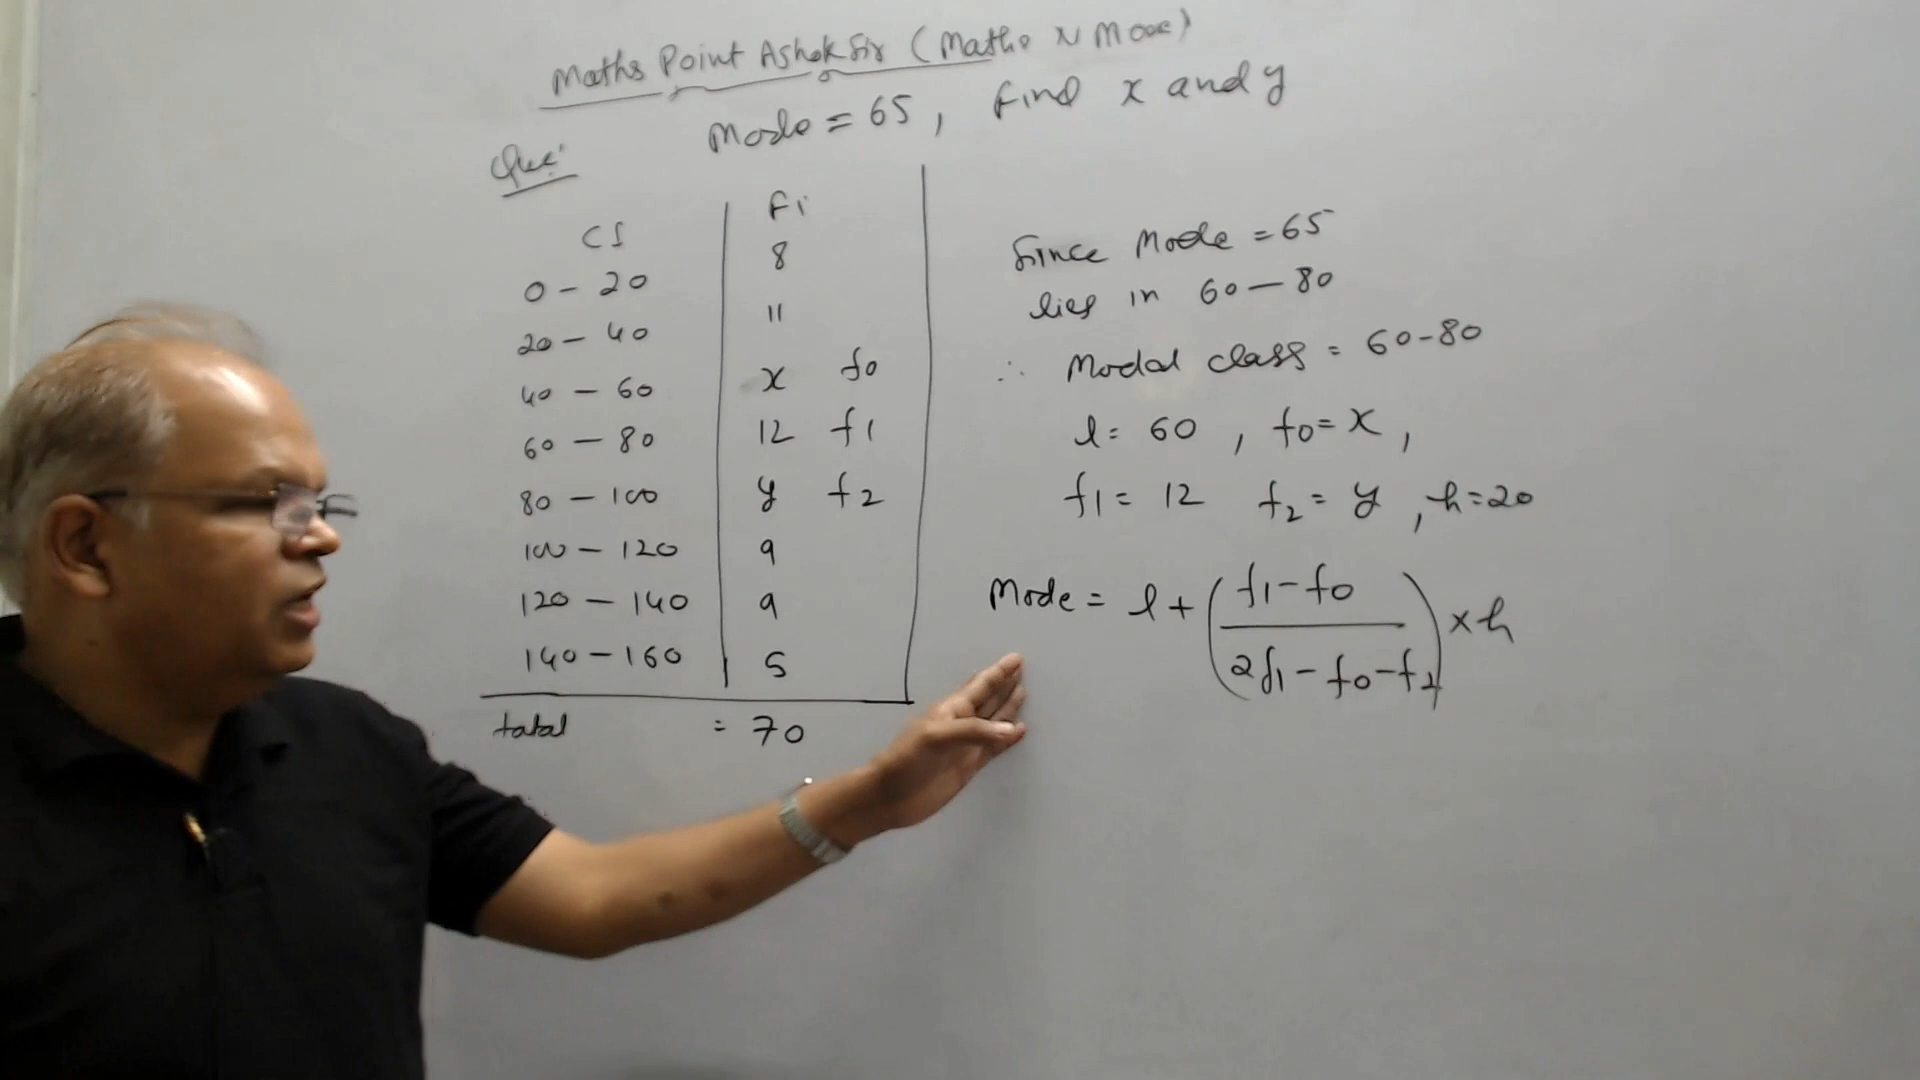 Maths Point Ashok Sir (Maths N Mode)
Que: Mode = 65, Find x and y
CI Fi
0 - 20 8
20 - 40 11
40 - 60 x f0
60 - 80 12 f1
80 - 100 y f2
100 - 120 9
120 - 140 9
140 - 160 5
total = 70
Since Mode = 65
lies in 60 - 80
∴ Modal class = 60-80
l = 60, f0 = x,
f1 = 12 f2 = y, h = 20
Mode = l + (f1 - f0 / 2f1 - f0 - f2) x h